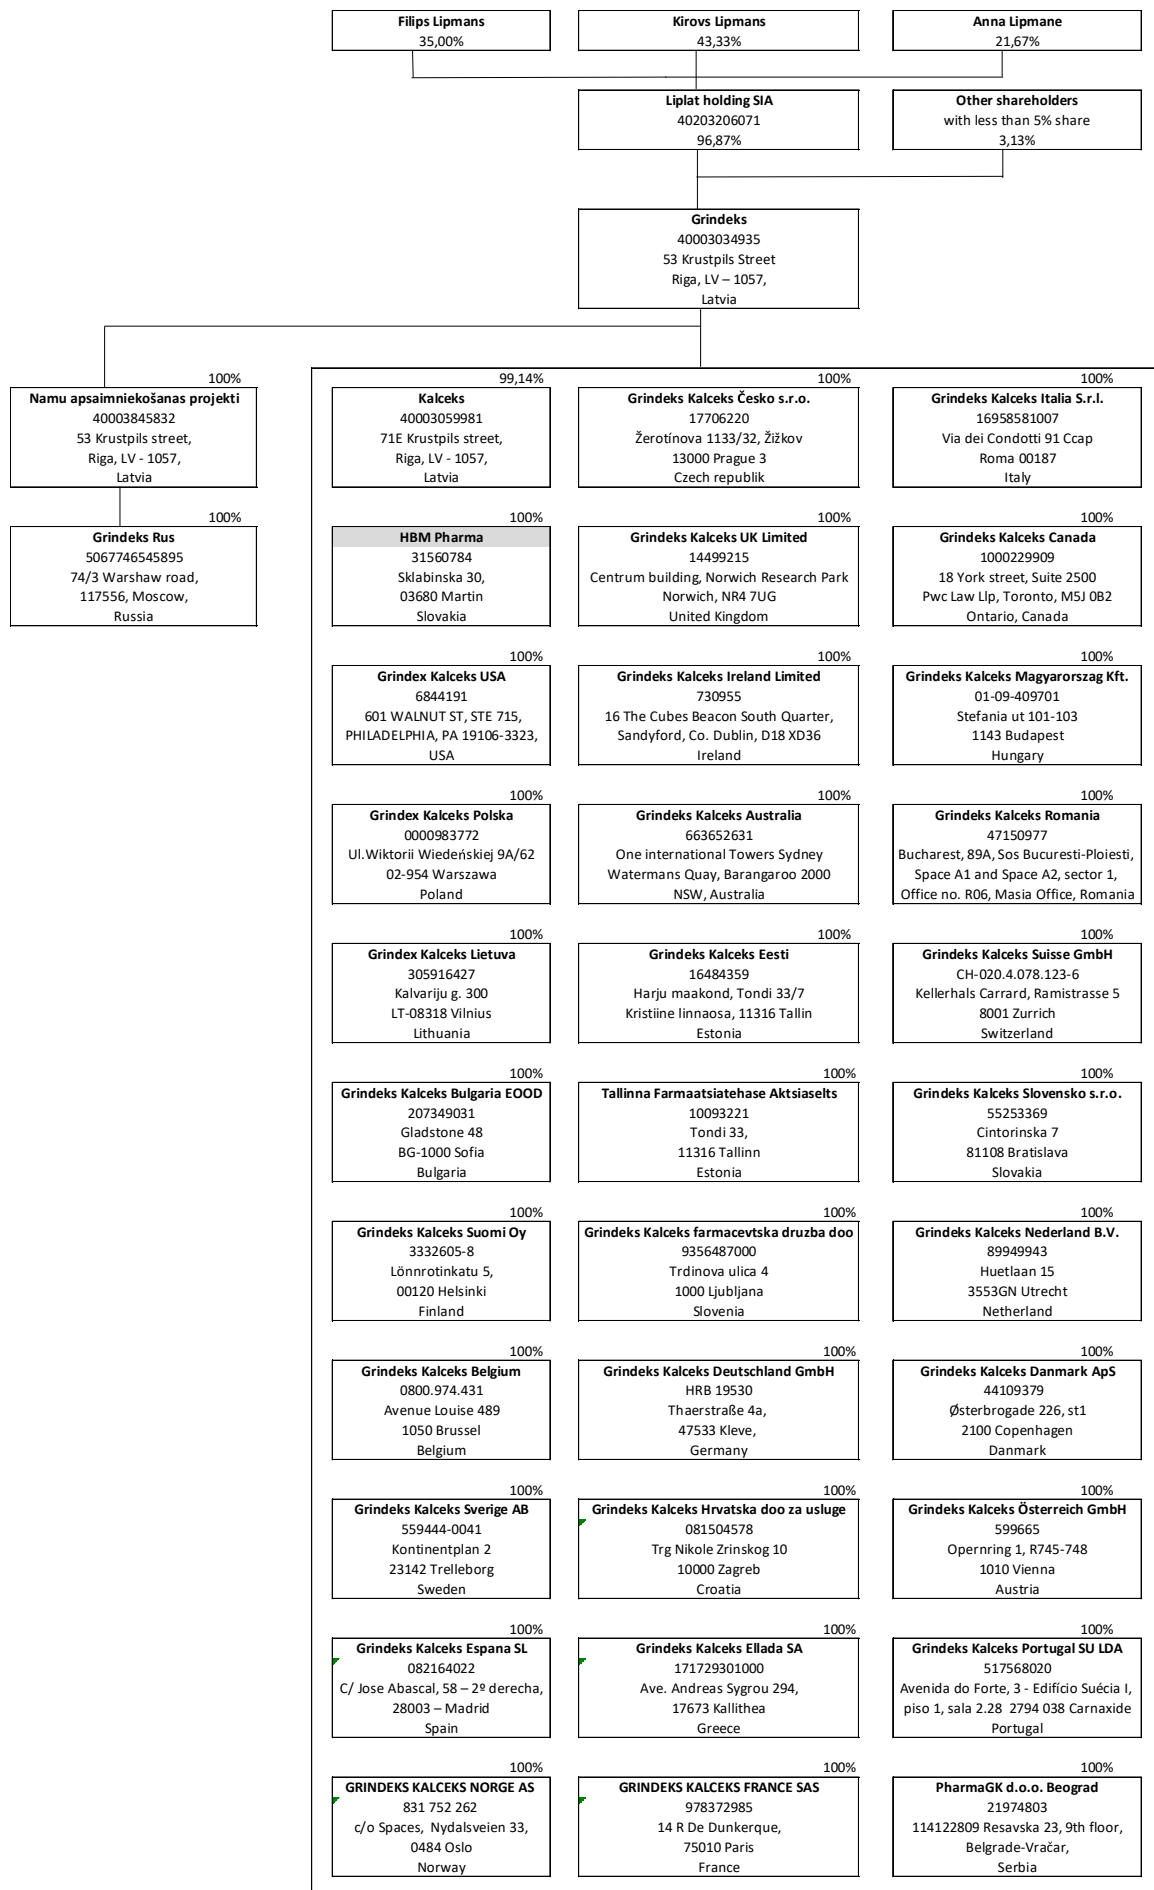 Filips Lipmans
35,00%
Kirovs Lipmans
43,33%
Anna Lipmane
21,67%
Liplat holding SIA
40203206071
96,87%
Other shareholders
with less than 5% share
3,13%
Grindeks
40003034935
53 Krustpils Street
Riga, LV – 1057,
Latvia
100%
Namu apsaimniekošanas projekti
40003845832
53 Krustpils street,
Riga, LV - 1057,
Latvia
100%
Grindeks Rus
5067746545895
74/3 Warshaw road,
117556, Moscow,
Russia
99,14%
Kalceks
40003059981
71E Krustpils street,
Riga, LV - 1057,
Latvia
100%
Grindeks Kalceks Česko s.r.o.
17706220
Žerotínova 1133/32, Žižkov
13000 Prague 3
Czech republik
100%
Grindeks Kalceks Italia S.r.l.
16958581007
Via dei Condotti 91 Ccap
Roma 00187
Italy
100%
HBM Pharma
31560784
Sklabinska 30,
03680 Martin
Slovakia
100%
Grindeks Kalceks UK Limited
14499215
Centrum building, Norwich Research Park
Norwich, NR4 7UG
United Kingdom
100%
Grindeks Kalceks Canada
1000229909
18 York street, Suite 2500
Pwc Law Llp, Toronto, M5J 0B2
Ontario, Canada
100%
Grindex Kalceks USA
6844191
601 WALNUT ST, STE 715,
PHILADELPHIA, PA 19106-3323,
USA
100%
Grindeks Kalceks Ireland Limited
730955
16 The Cubes Beacon South Quarter,
Sandyford, Co. Dublin, D18 XD36
Ireland
100%
Grindeks Kalceks Magyarorszag Kft.
01-09-409701
Stefania ut 101-103
1143 Budapest
Hungary
100%
Grindex Kalceks Polska
0000983772
Ul.Wiktorii Wiedeńskiej 9A/62
02-954 Warszawa
Poland
100%
Grindeks Kalceks Australia
663652631
One international Towers Sydney
Watermans Quay, Barangaroo 2000
NSW, Australia
100%
Grindeks Kalceks Romania
47150977
Bucharest, 89A, Sos Bucuresti-Ploiesti,
Space A1 and Space A2, sector 1,
Office no. R06, Masia Office, Romania
100%
Grindex Kalceks Lietuva
305916427
Kalvariju g. 300
LT-08318 Vilnius
Lithuania
100%
Grindeks Kalceks Eesti
16484359
Harju maakond, Tondi 33/7
Kristiine linnaosa, 11316 Tallin
Estonia
100%
Grindeks Kalceks Suisse GmbH
CH-020.4.078.123-6
Kellerhals Carrard, Ramistrasse 5
8001 Zurrich
Switzerland
100%
Grindeks Kalceks Bulgaria EOOD
207349031
Gladstone 48
BG-1000 Sofia
Bulgaria
100%
Tallinna Farmaatsiatehase Aktsiaselts
10093221
Tondi 33,
11316 Tallinn
Estonia
100%
Grindeks Kalceks Slovensko s.r.o.
55253369
Cintorinska 7
81108 Bratislava
Slovakia
100%
Grindeks Kalceks Suomi Oy
3332605-8
Lönnrotinkatu 5,
00120 Helsinki
Finland
100%
Grindeks Kalceks farmacevtska druzba doo
9356487000
Trdinova ulica 4
1000 Ljubljana
Slovenia
100%
Grindeks Kalceks Nederland B.V.
89949943
Huetlaan 15
3553GN Utrecht
Netherland
100%
Grindeks Kalceks Belgium
0800.974.431
Avenue Louise 489
1050 Brussel
Belgium
100%
Grindeks Kalceks Deutschland GmbH
HRB 19530
Thaerstraße 4a,
47533 Kleve,
Germany
100%
Grindeks Kalceks Danmark ApS
44109379
Østerbrogade 226, st1
2100 Copenhagen
Danmark
100%
Grindeks Kalceks Sverige AB
559444-0041
Kontinentplan 2
23142 Trelleborg
Sweden
100%
Grindeks Kalceks Hrvatska doo za usluge
081504578
Trg Nikole Zrinskog 10
10000 Zagreb
Croatia
100%
Grindeks Kalceks Österreich GmbH
599665
Opernring 1, R745-748
1010 Vienna
Austria
100%
Grindeks Kalceks Espana SL
082164022
C/ Jose Abascal, 58 – 2º derecha,
28003 – Madrid
Spain
100%
Grindeks Kalceks Ellada SA
171729301000
Ave. Andreas Sygrou 294,
17673 Kallithea
Greece
100%
Grindeks Kalceks Portugal SU LDA
517568020
Avenida do Forte, 3 - Edifício Suécia I,
piso 1, sala 2.28 2794 038 Carnaxide
Portugal
100%
GRINDEKS KALCEKS NORGE AS
831 752 262
c/o Spaces, Nydalsveien 33,
0484 Oslo
Norway
100%
GRINDEKS KALCEKS FRANCE SAS
978372985
14 R De Dunkerque,
75010 Paris
France
100%
PharmaGK d.o.o. Beograd
21974803
114122809 Resavska 23, 9th floor,
Belgrade-Vračar,
Serbia